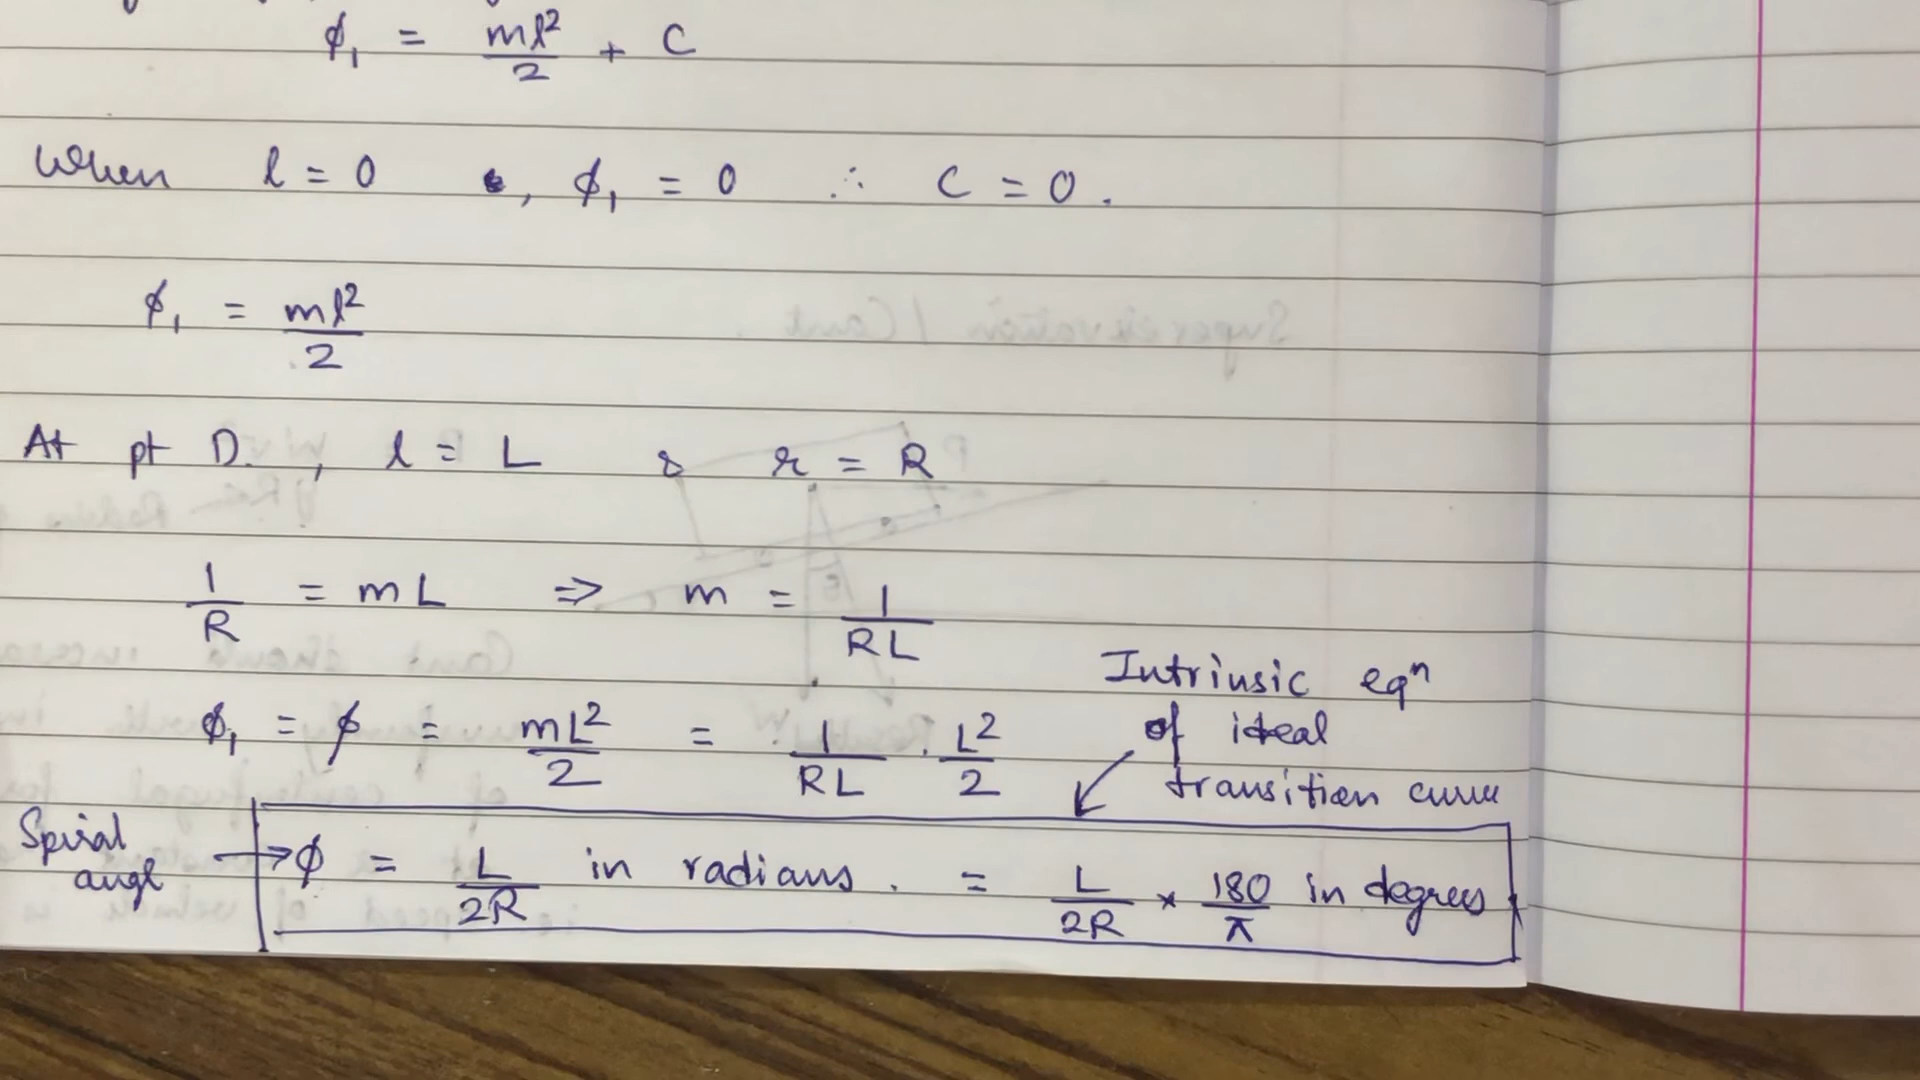 ϕ₁ = ml²/2 + C
When l = 0 , ϕ₁ = 0 ∴ C = 0.
ϕ₁ = ml²/2
At pt D. , l = L & r = R
1/R = mL ⇒ m = 1/RL
Intrinsic eqⁿ
of ideal
transition curve
ϕ₁ = ϕ = mL²/2 = 1/RL . L²/2
Spiral
angl
→ ϕ = L/2R in radians. = L/2R × 180/π in degrees